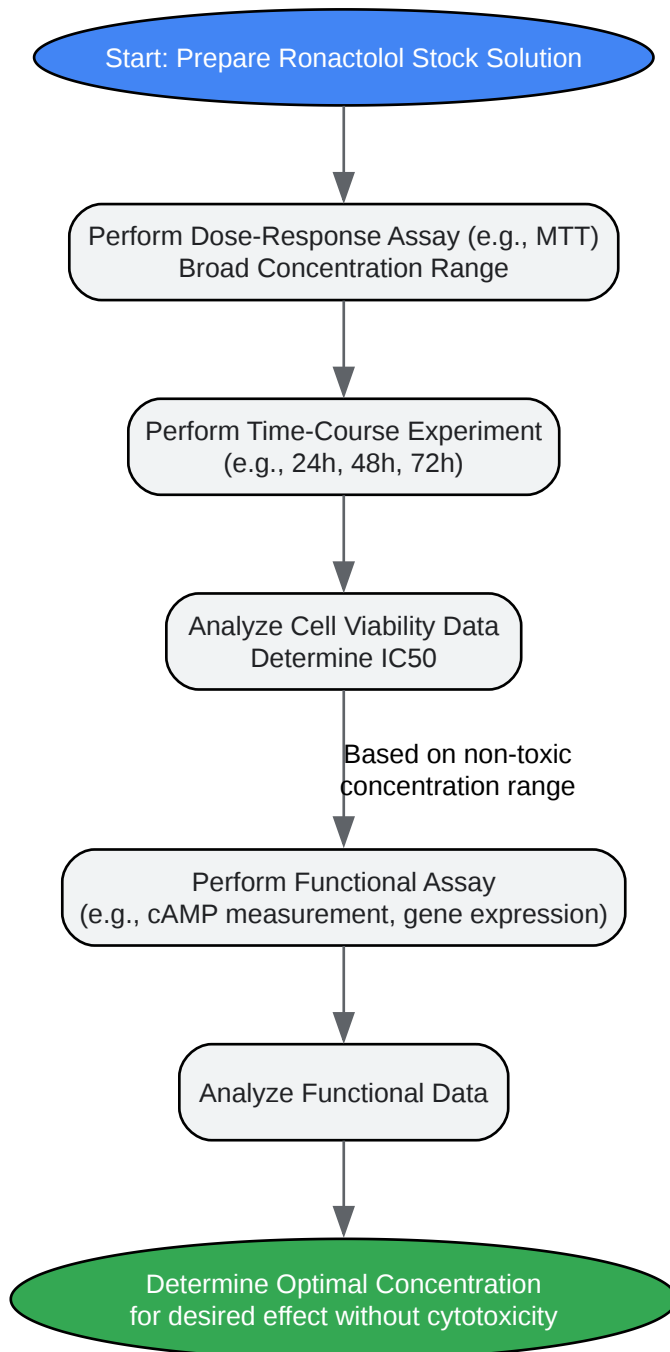 Start: Prepare Ronactolol Stock Solution
Perform Dose-Response Assay (e.g., MTT)
Broad Concentration Range
Perform Time-Course Experiment
(e.g., 24h, 48h, 72h)
Analyze Cell Viability Data
Determine IC50
Based on non-toxic
concentration range
Perform Functional Assay
(e.g., cAMP measurement, gene expression)
Analyze Functional Data
Determine Optimal Concentration
for desired effect without cytotoxicity